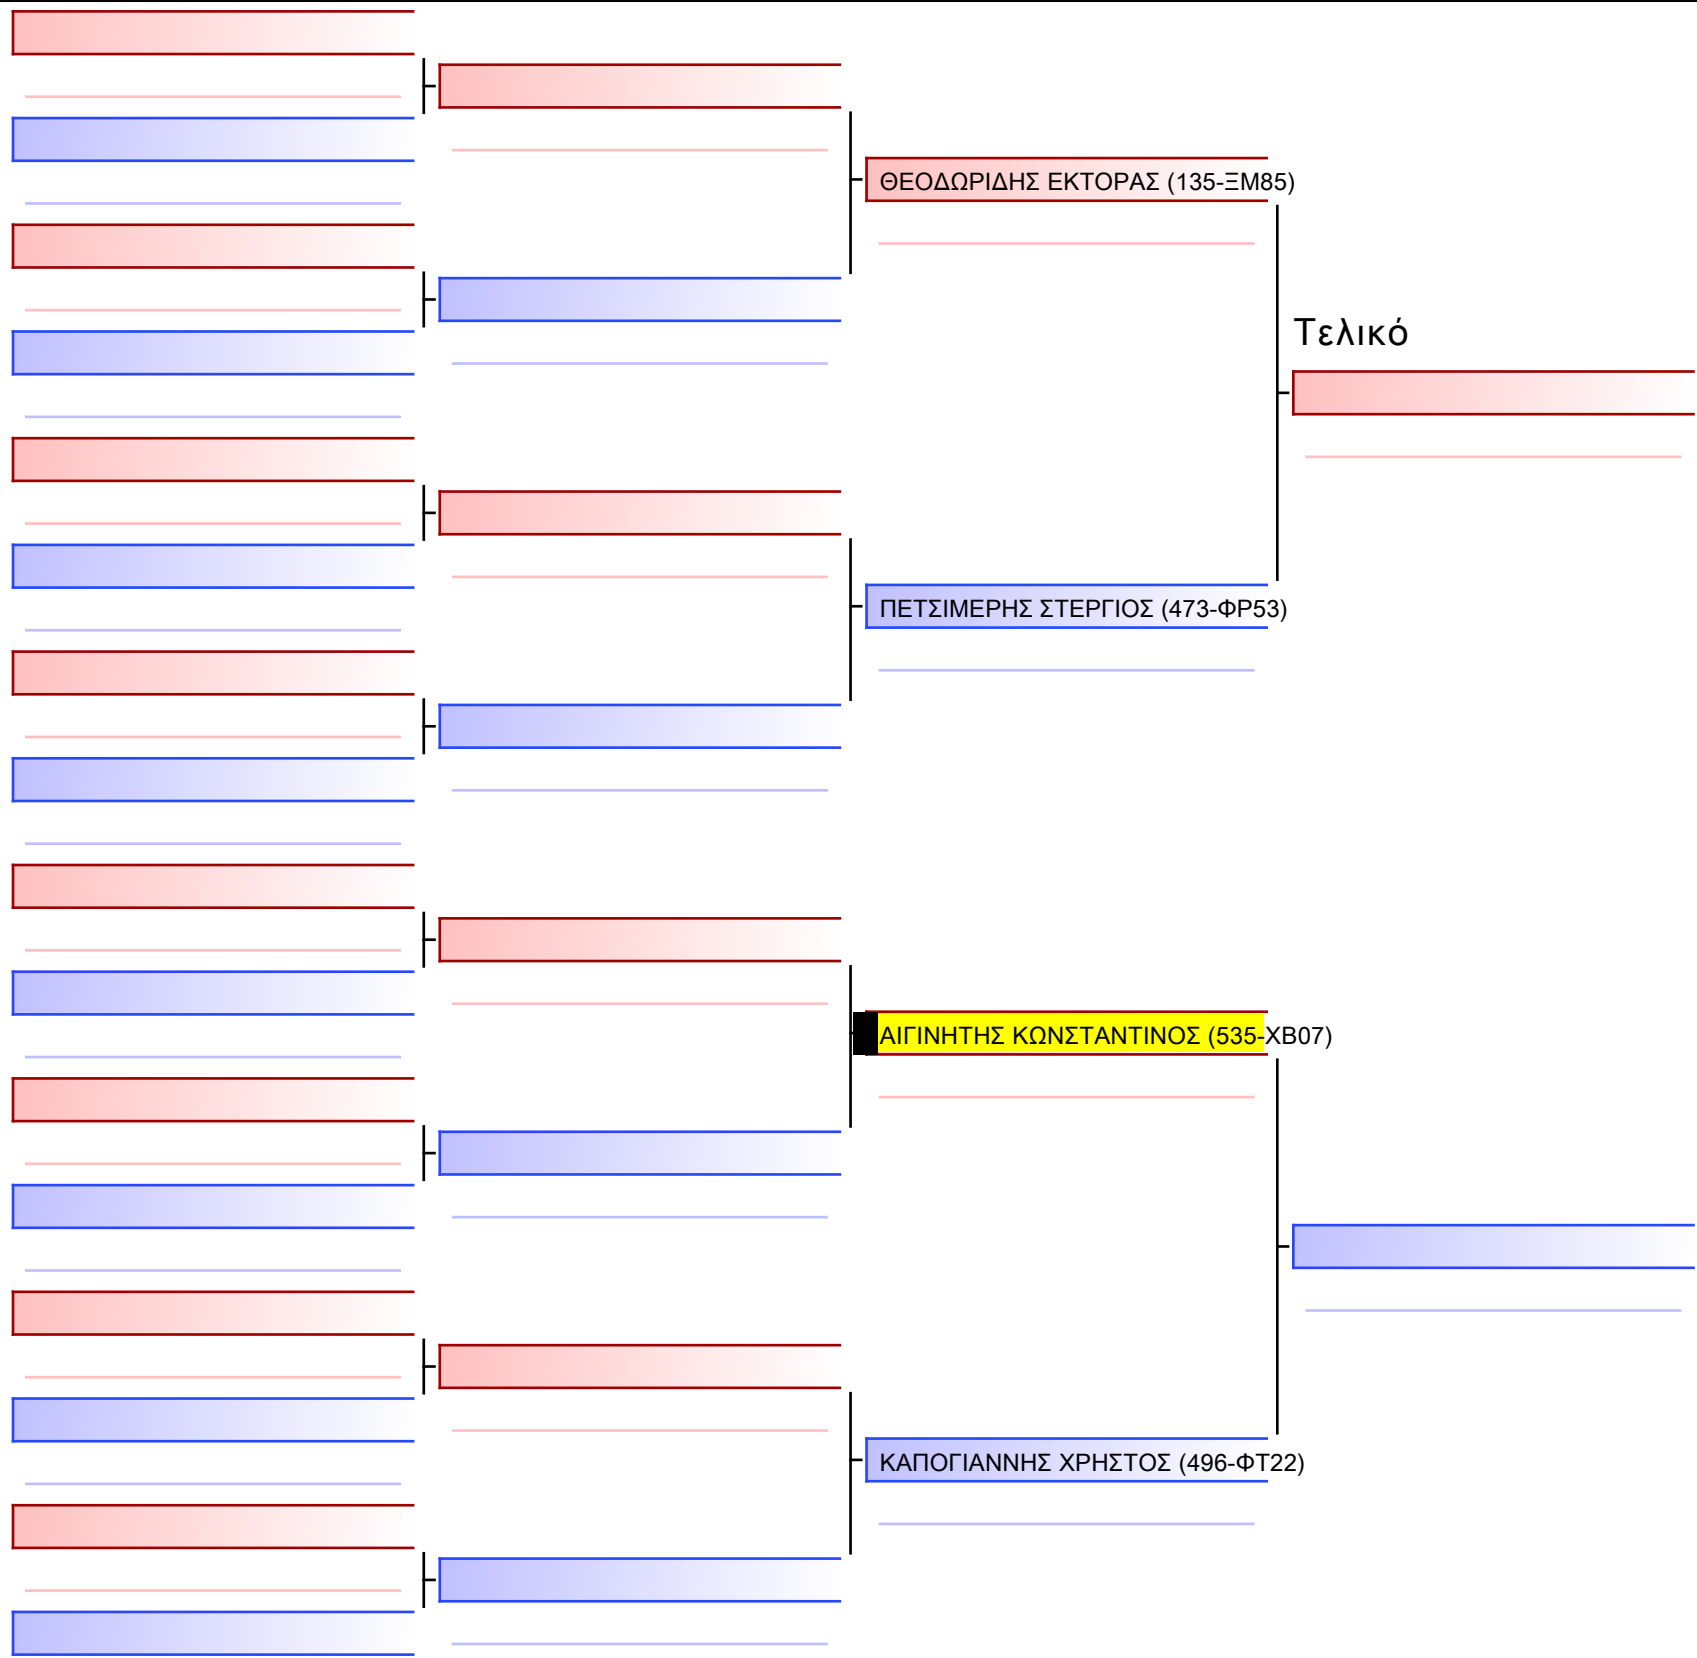 ΘΕΟΔΩΡΙΔΗΣ ΕΚΤΟΡΑΣ (135-ΞΜ85)
Τελικό
ΠΕΤΣΙΜΕΡΗΣ ΣΤΕΡΓΙΟΣ (473-ΦΡ53)
ΑΙΓΙΝΗΤΗΣ ΚΩΝΣΤΑΝΤΙΝΟΣ (535-ΧΒ07)
ΚΑΠΟΓΙΑΝΝΗΣ ΧΡΗΣΤΟΣ (496-ΦΤ22)